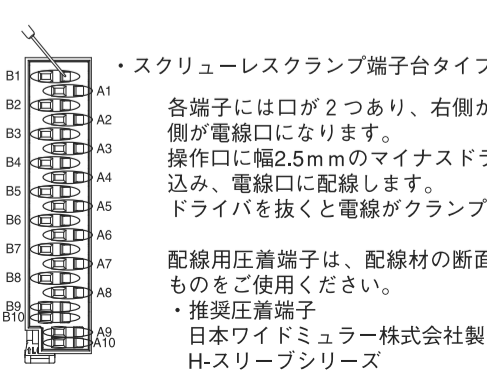 ・スクリューレスクランプ端子台タイプ
各端子には口が２つあり、右側が
側が電線口になります。
操作口に幅2.5ｍｍのマイナスドラ
込み、電線口に配線します。
ドライバを抜くと電線がクランプ
配線用圧着端子は、配線材の断面
ものをご使用ください。
・推奨圧着端子
日本ワイドミュラー株式会社製
H-スリーブシリーズ
B1
A1
B2
A2
B3
A3
B4
A4
B5
A5
B6
A6
B7
A7
B8
A8
B9
B10
A9
A10